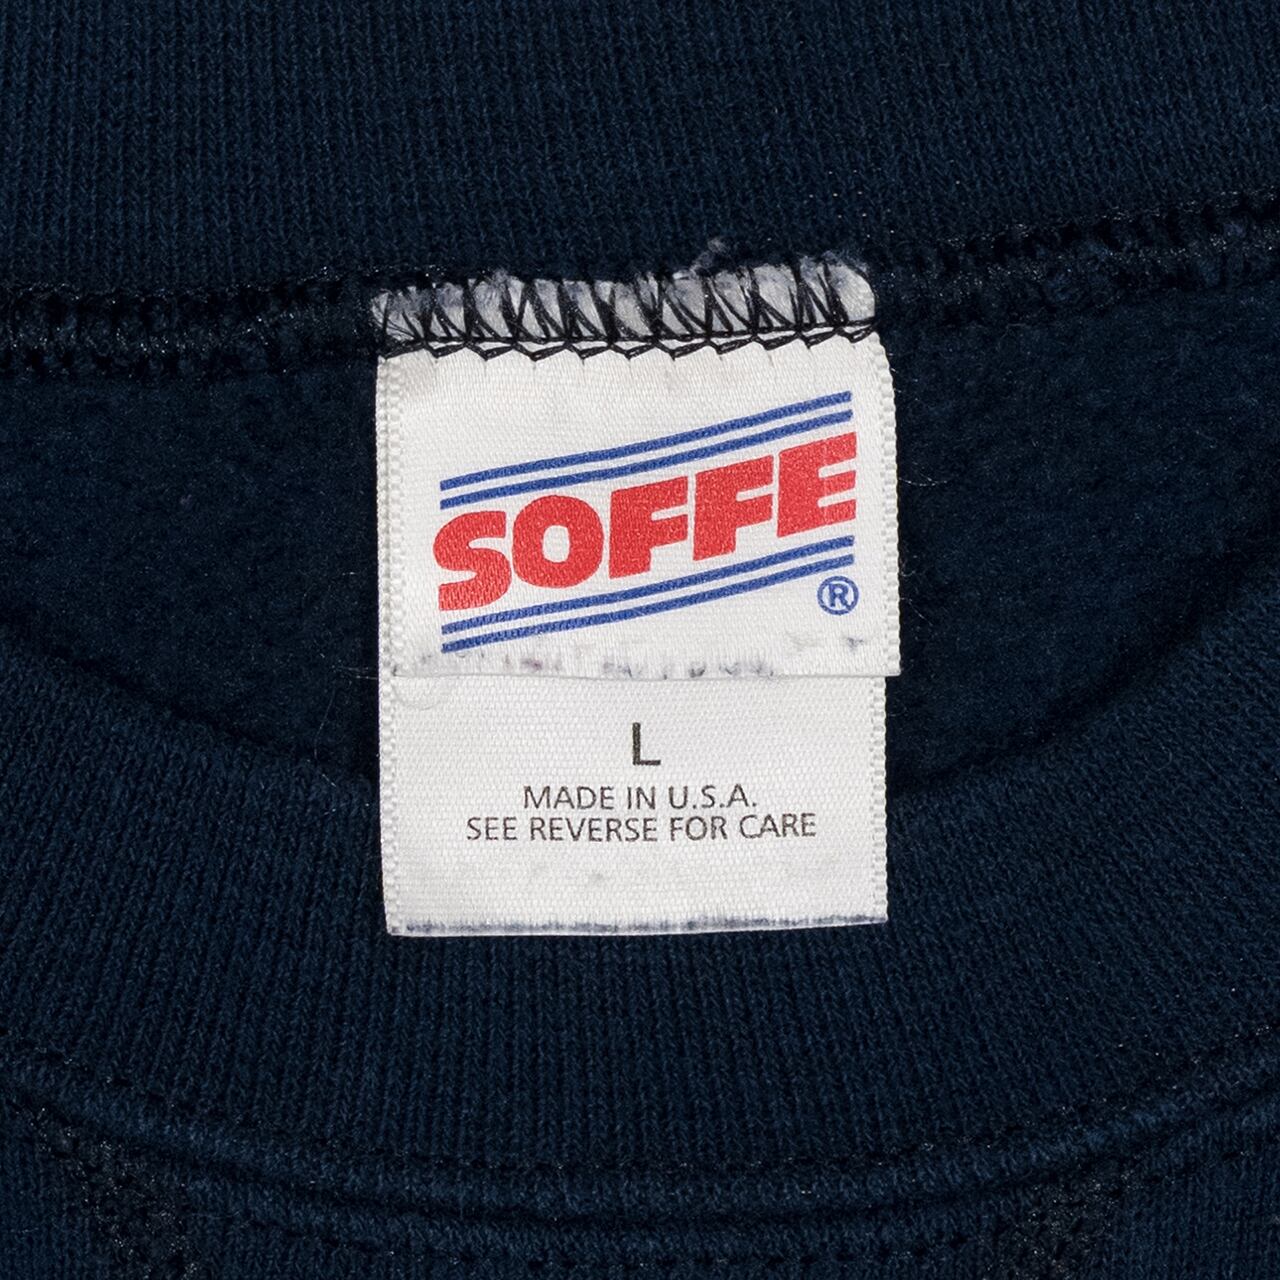 SOFFE
®
L
MADE IN U.S.A.
SEE REVERSE FOR CARE